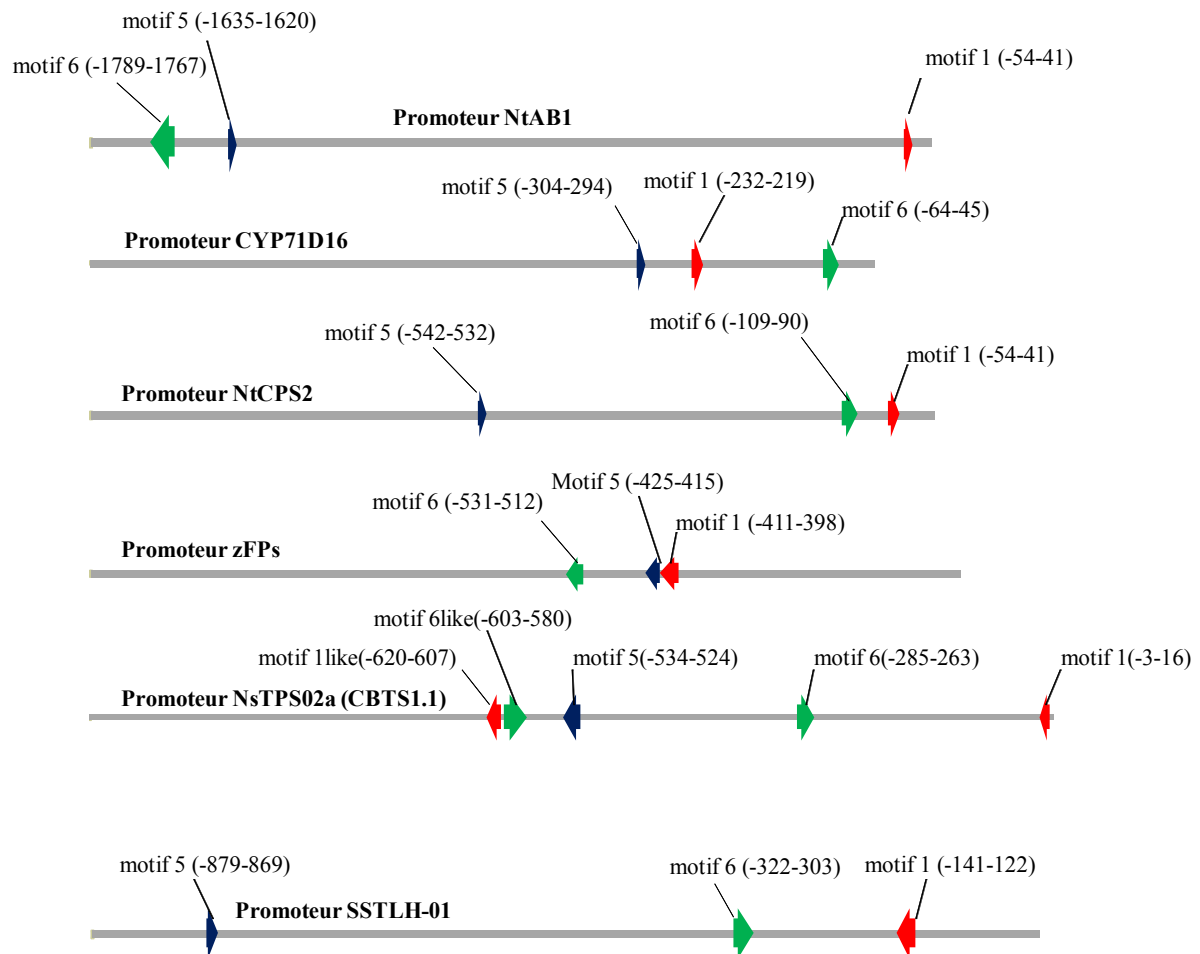 motif 5 (-1635-1620)
motif 6 (-1789-1767)
motif 1 (-54-41)
Promoteur NtAB1
motif 5 (-304-294)
motif 1 (-232-219)
motif 6 (-64-45)
Promoteur CYP71D16
motif 5 (-542-532)
motif 6 (-109-90)
motif 1 (-54-41)
Promoteur NtCPS2
motif 6 (-531-512)
Motif 5 (-425-415)
motif 1 (-411-398)
Promoteur zFPs
motif 6like(-603-580)
motif 1like(-620-607)
motif 5(-534-524)
motif 6(-285-263)
motif 1(-3-16)
Promoteur NsTPS02a (CBTS1.1)
motif 5 (-879-869)
motif 6 (-322-303)
motif 1 (-141-122)
Promoteur SSTLH-01